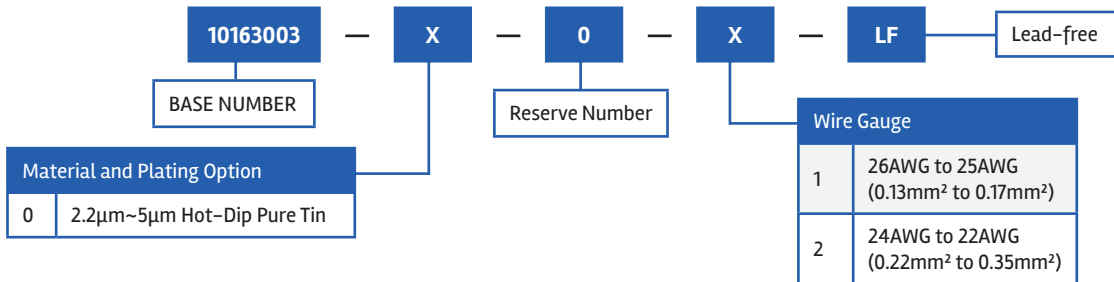 10163003 — X — 0 — X — LF
Lead-free
BASE NUMBER
Reserve Number
Wire Gauge
1 26AWG to 25AWG
(0.13mm² to 0.17mm²)
2 24AWG to 22AWG
(0.22mm² to 0.35mm²)
Material and Plating Option
0 2.2μm~5μm Hot-Dip Pure Tin